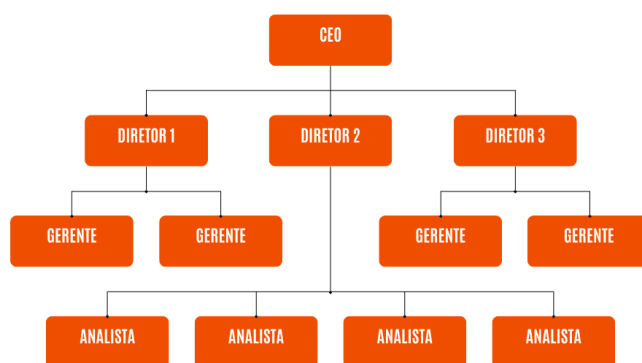 CEO
DIRETOR 1
DIRETOR 2
DIRETOR 3
GERENTE
GERENTE
GERENTE
GERENTE
ANALISTA
ANALISTA
ANALISTA
ANALISTA